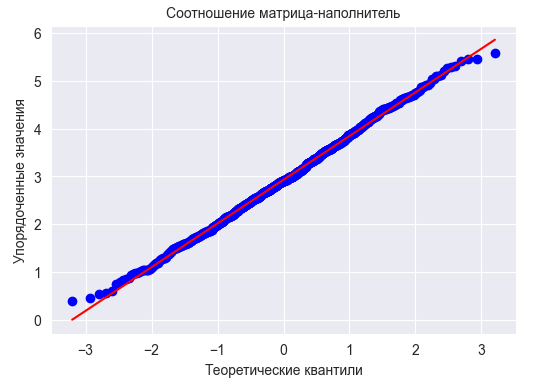 Соотношение матрица-наполнитель
6
5
4
3
2
1
0
Упорядоченные значения
−3 −2 −1 0 1 2 3
Теоретические квантили